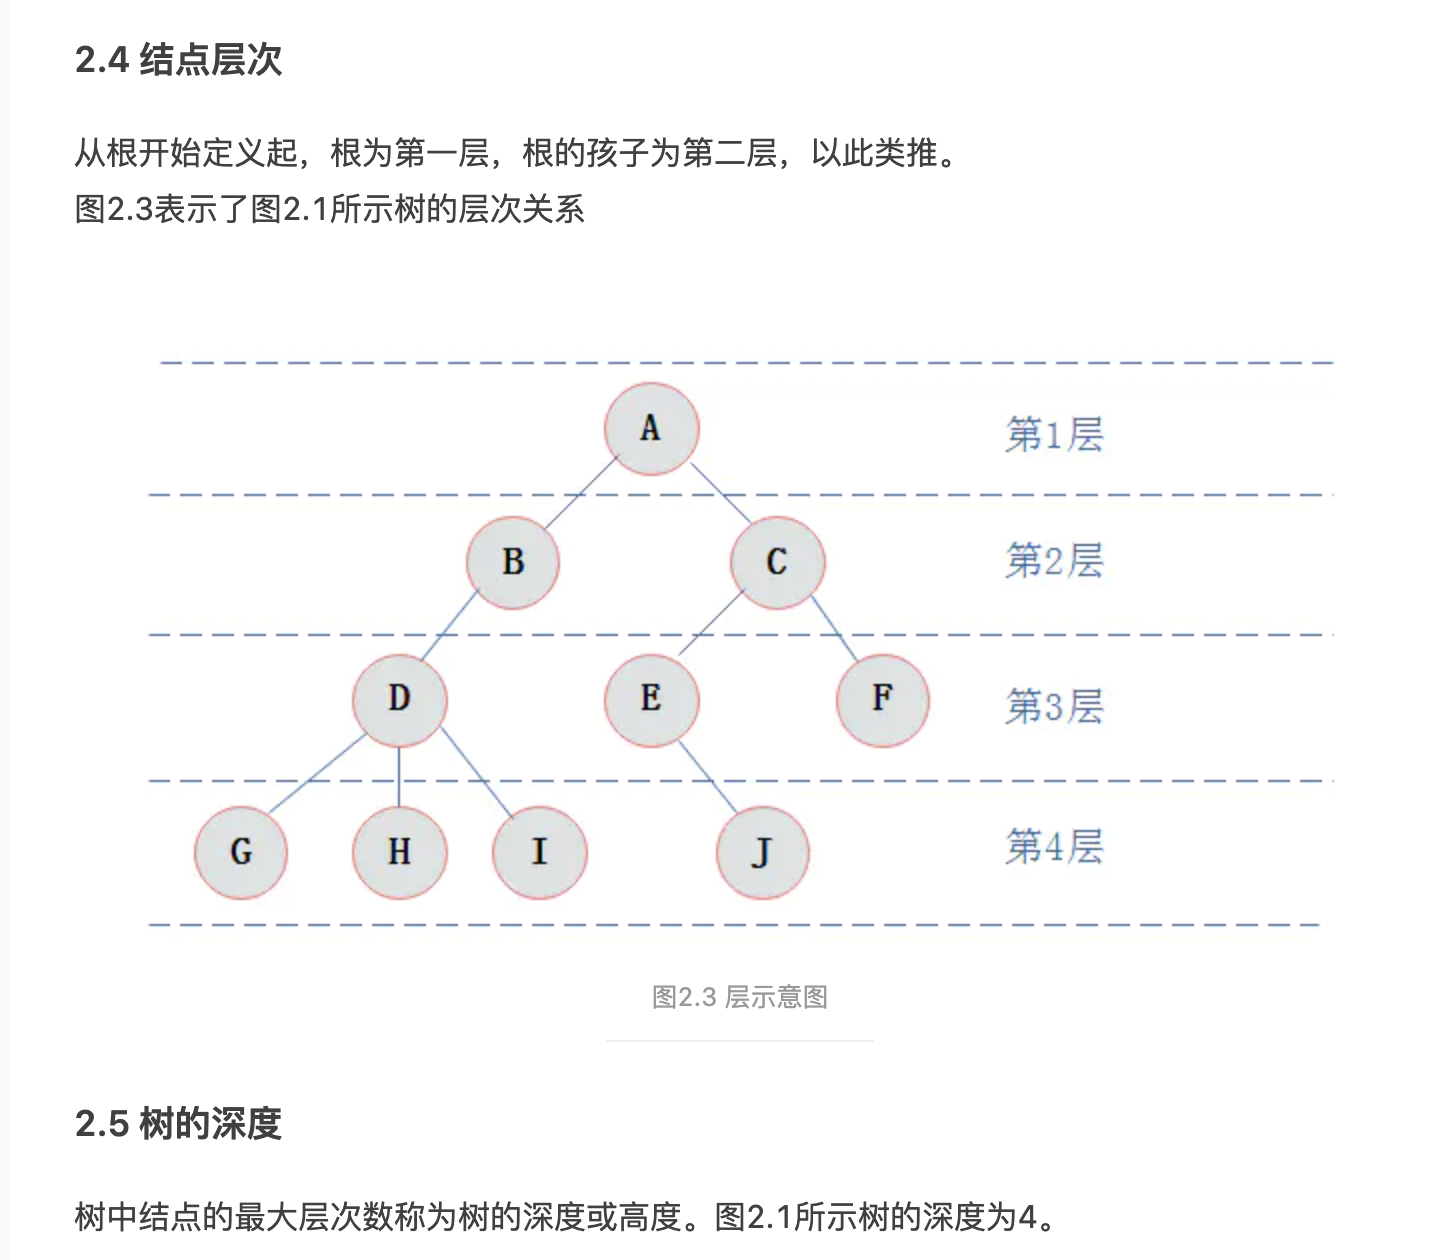 2.4 结点层次
从根开始定义起，根为第一层，根的孩子为第二层，以此类推。
图2.3表示了图2.1所示树的层次关系
A
第1层
B
C
第2层
D
E
F
第3层
G
H
I
J
第4层
图2.3 层示意图
2.5 树的深度
树中结点的最大层次数称为树的深度或高度。图2.1所示树的深度为4。